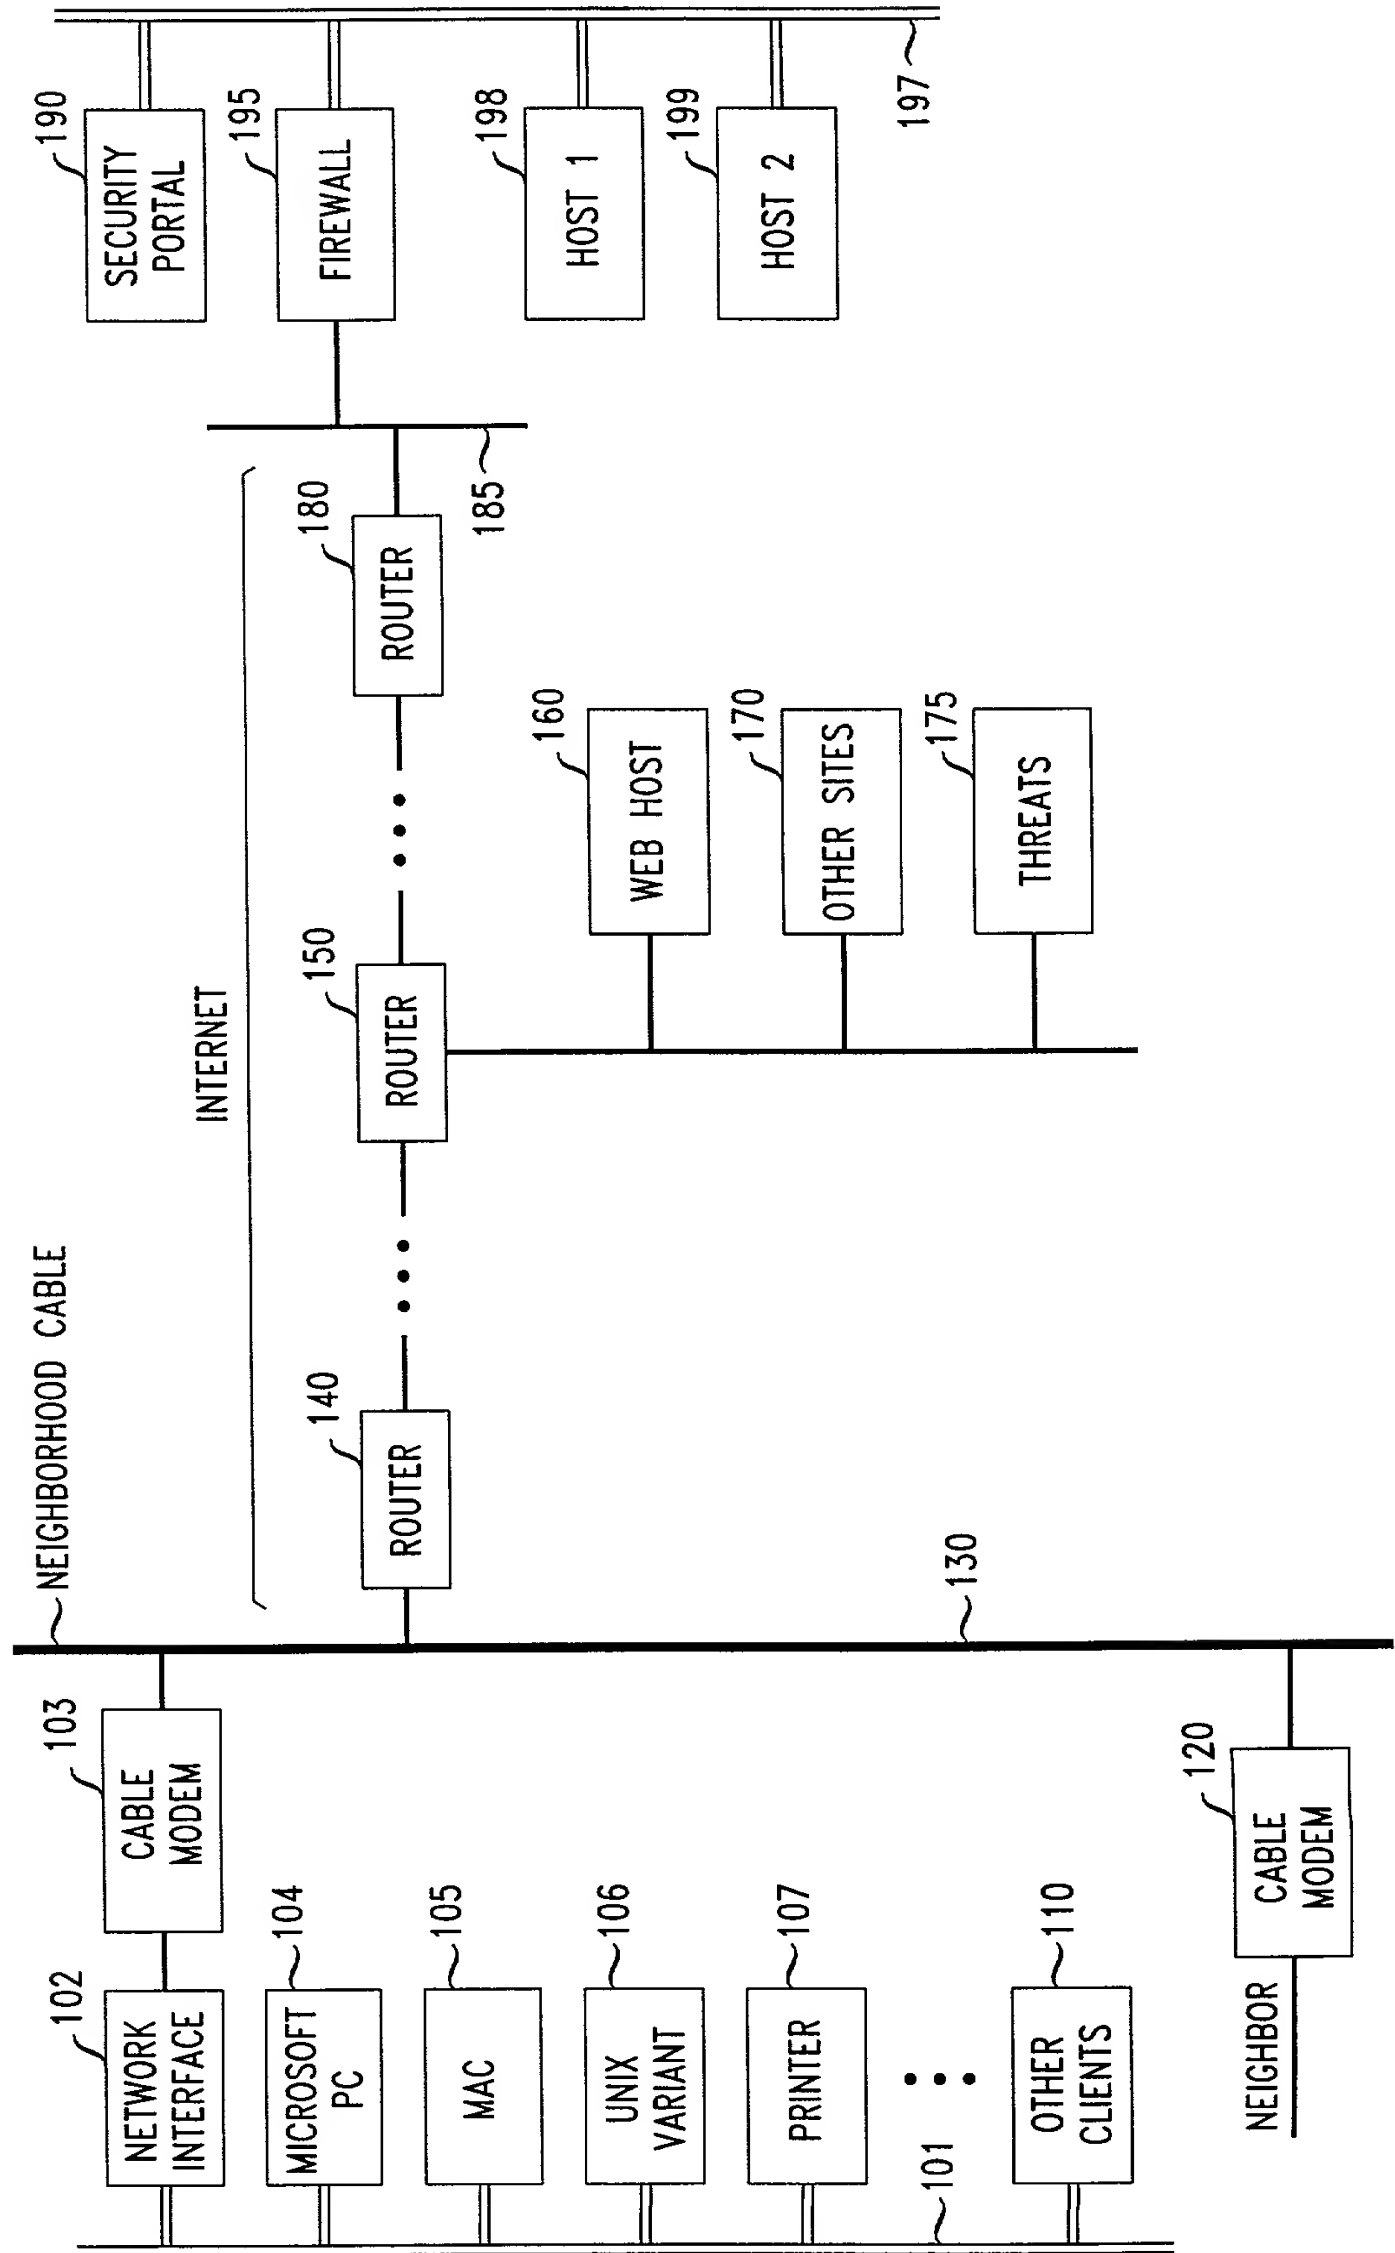 NEIGHBORHOOD CABLE
INTERNET
102
NETWORK
INTERFACE
103
CABLE
MODEM
104
MICROSOFT
PC
105
MAC
106
UNIX
VARIANT
107
PRINTER
110
OTHER
CLIENTS
101
NEIGHBOR
120
CABLE
MODEM
130
140
ROUTER
150
ROUTER
160
WEB HOST
170
OTHER SITES
175
THREATS
180
ROUTER
185
190
SECURITY
PORTAL
195
FIREWALL
198
HOST 1
199
HOST 2
197